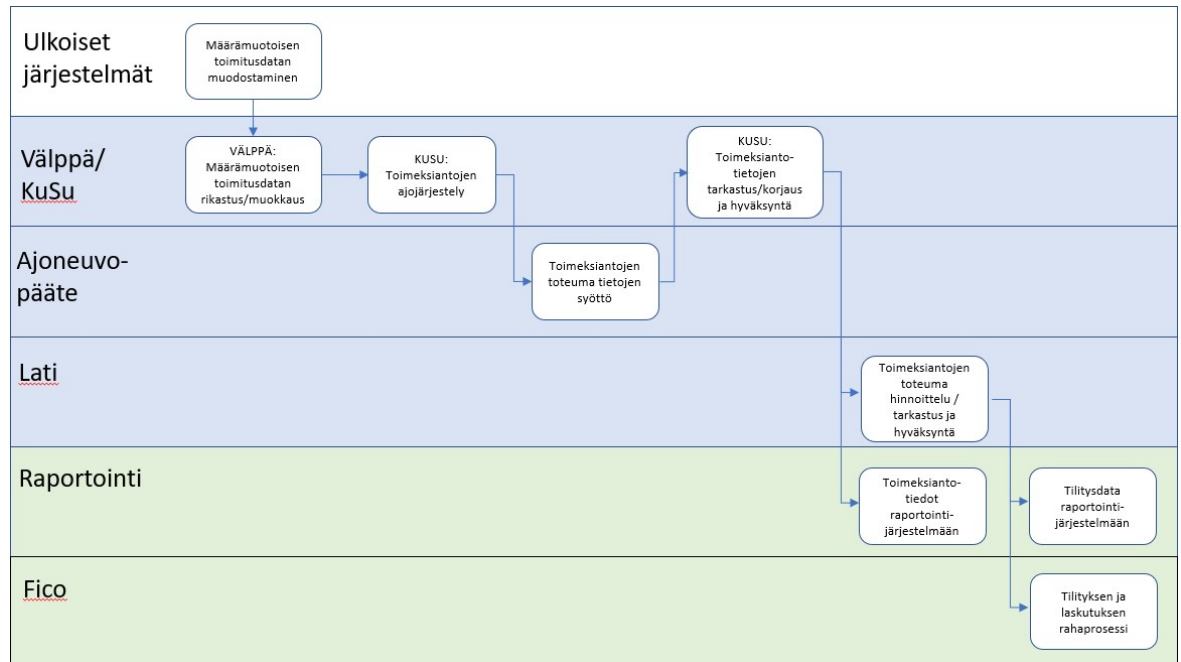 Ulkoiset
järjestelmät
Määrämuotoisen
toimitusdatan
muodostaminen
Välppä/
KuSu
VÄLPPÄ:
Määrämuotoisen
toimitusdatan
rikastus/muokkaus
KUSU:
Toimeksiantojen
ajojärjestely
KUSU:
Toimeksianto-
tietojen
tarkastus/korjaus
ja hyväksyntä
Ajoneuvo-
pääte
Toimeksiantojen
toteuma tietojen
syöttö
Lati
Toimeksiantojen
toteuma
hinnoittelu /
tarkastus ja
hyväksyntä
Raportointi
Toimeksianto-
tiedot
raportointi-
järjestelmään
Tilitysdata
raportointi-
järjestelmään
Fico
Tilityksen ja
laskutuksen
rahaprosessi